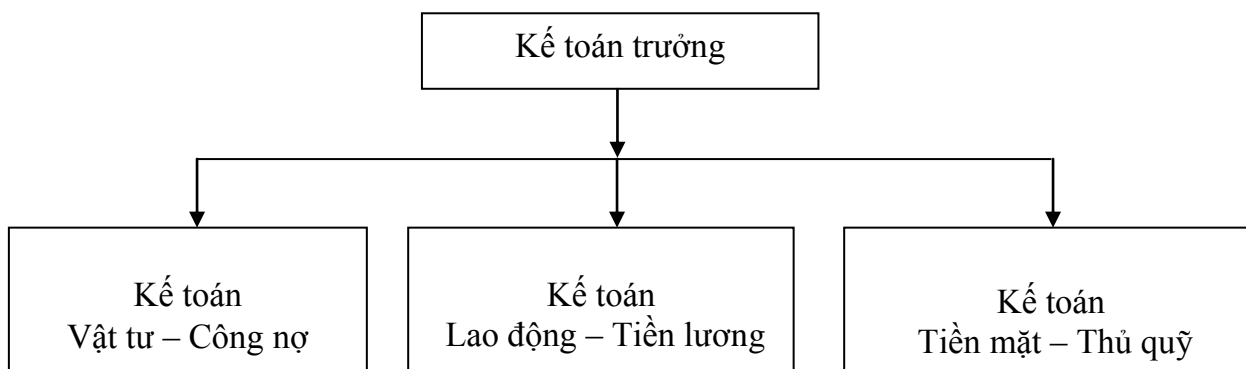 Kế toán trưởng
Kế toán
Vật tư – Công nợ
Kế toán
Lao động – Tiền lương
Kế toán
Tiền mặt – Thủ quỹ